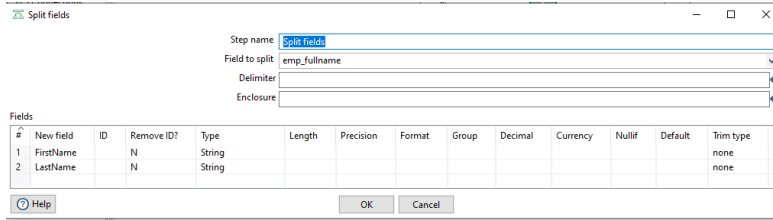 Split fields
Step name Split fields
Field to split emp_fullname
Delimiter
Enclosure
Fields
# New field ID Remove ID? Type Length Precision Format Group Decimal Currency Nullif Default Trim type
1 FirstName N String none
2 LastName N String none
Help OK Cancel